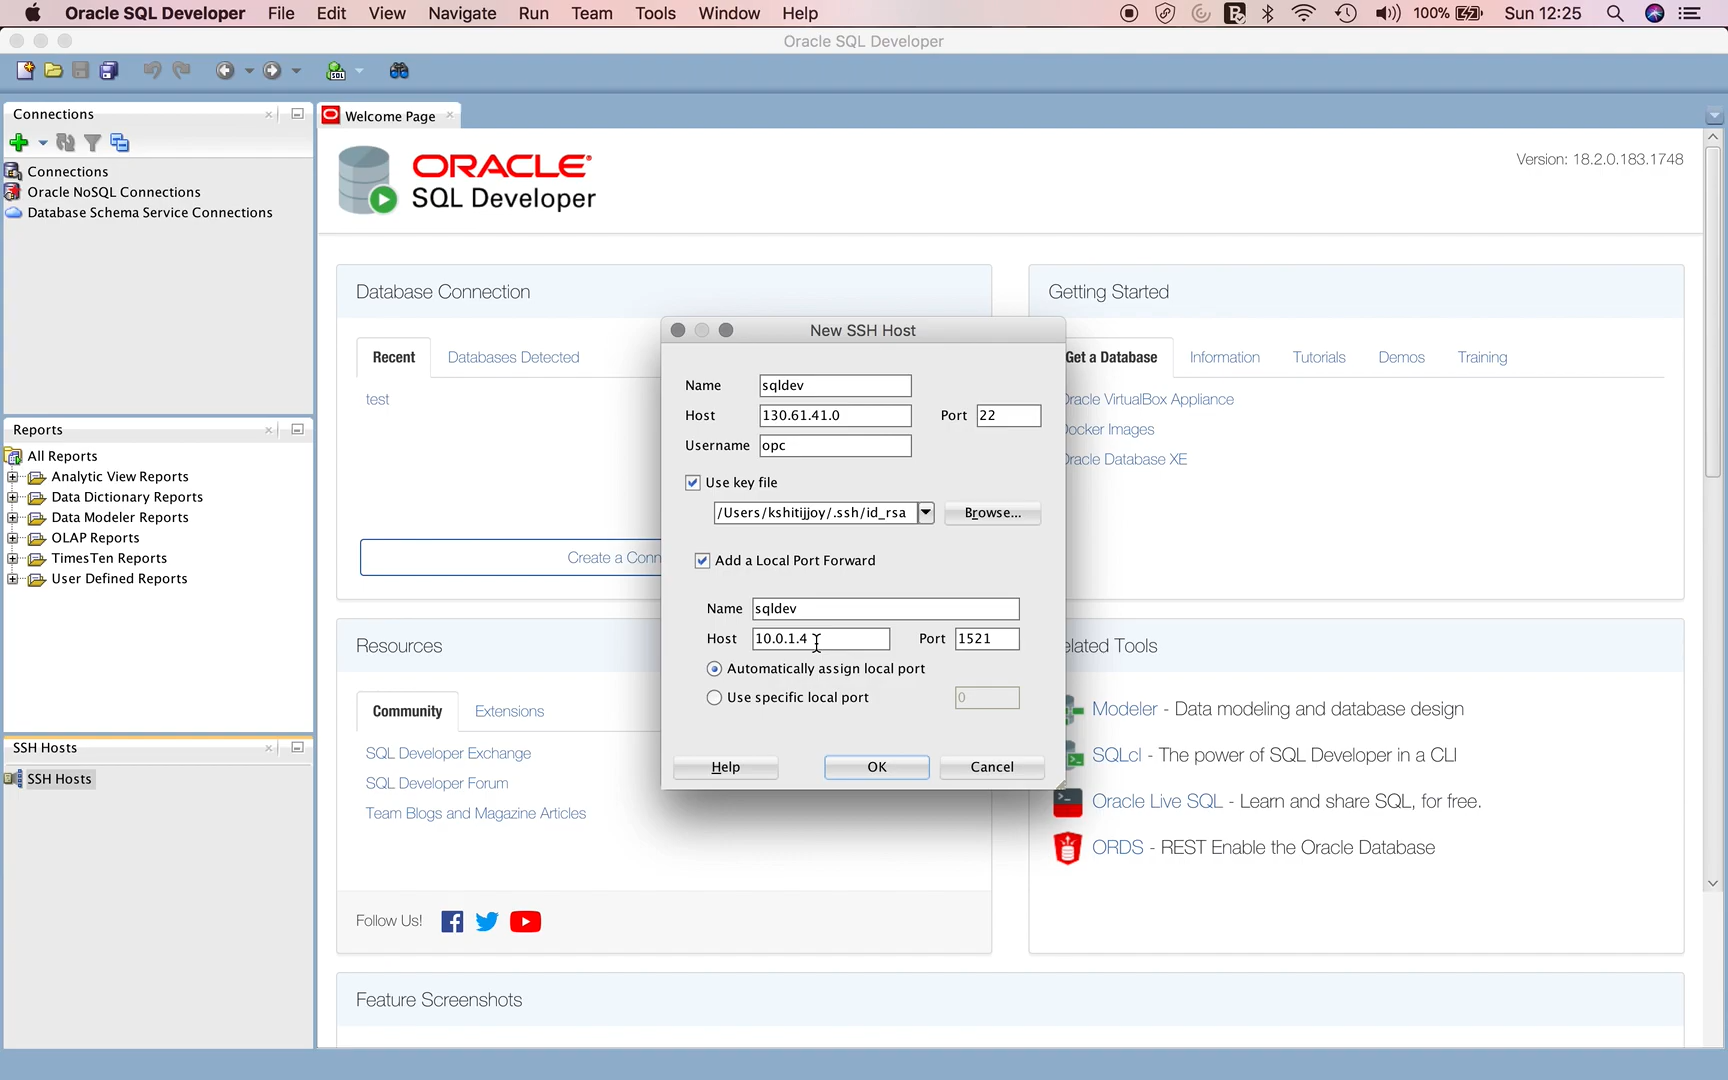 Oracle SQL Developer File Edit View Navigate Run Team Tools Window Help 100% Sun 12:25
Oracle SQL Developer
Connections
Connections
Oracle NoSQL Connections
Database Schema Service Connections
Reports
All Reports
Analytic View Reports
Data Dictionary Reports
Data Modeler Reports
OLAP Reports
TimesTen Reports
User Defined Reports
SSH Hosts
SSH Hosts
Welcome Page
ORACLE
SQL Developer
Version: 18.2.0.183.1748
Database Connection
Recent Databases Detected
test
Create a Conn
Getting Started
Get a Database Information Tutorials Demos Training
Oracle VirtualBox Appliance
Docker Images
Oracle Database XE
New SSH Host
Name sqldev
Host 130.61.41.0 Port 22
Username opc
Use key file
/Users/kshitijjoy/.ssh/id_rsa Browse...
Add a Local Port Forward
Name sqldev
Host 10.0.1.4 Port 1521
Automatically assign local port
Use specific local port 0
Help OK Cancel
Resources
Community Extensions
SQL Developer Exchange
SQL Developer Forum
Team Blogs and Magazine Articles
Follow Us!
elated Tools
Modeler - Data modeling and database design
SQLcl - The power of SQL Developer in a CLI
Oracle Live SQL - Learn and share SQL, for free.
ORDS - REST Enable the Oracle Database
Feature Screenshots